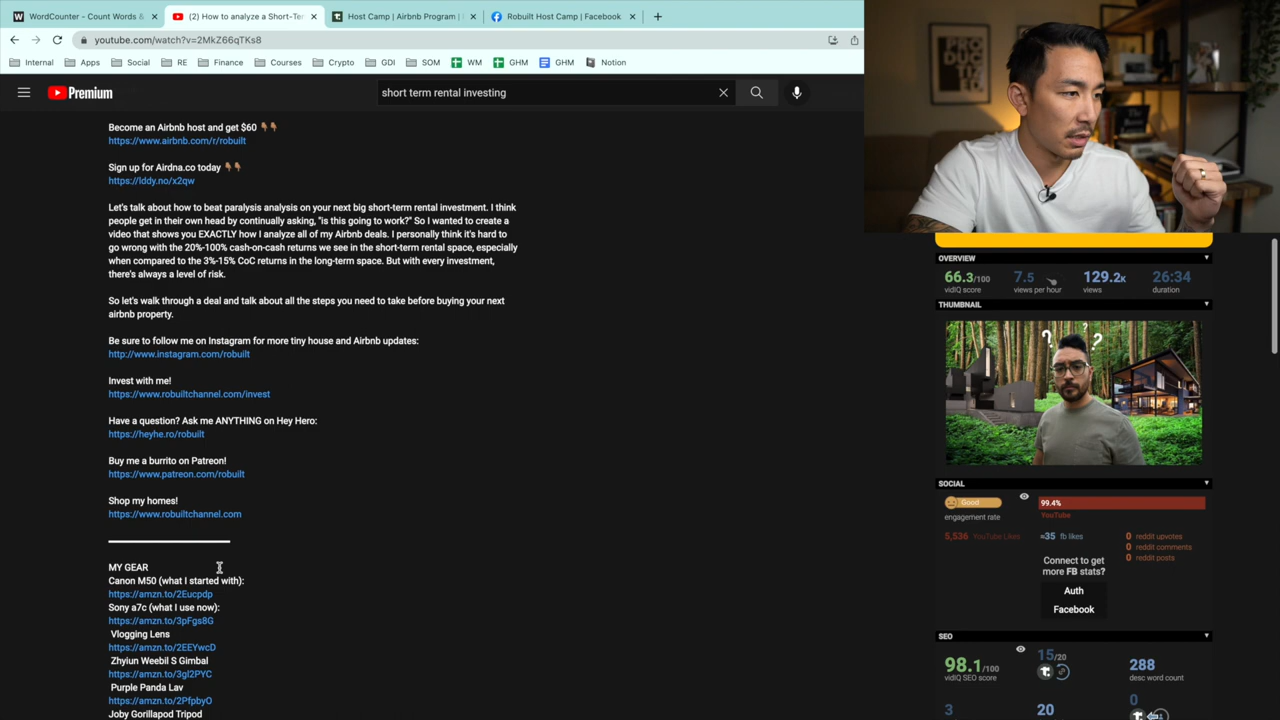 WordCounter - Count Words &
(2) How to analyze a Short-Ter
Host Camp | Airbnb Program |
Robuilt Host Camp | Facebook
youtube.com/watch?v=2MkZ66qTKs8
Internal
Apps
Social
RE
Finance
Courses
Crypto
GDI
SOM
WM
GHM
GHM
Notion
Premium
short term rental investing
Become an Airbnb host and get $60 👇🏾👇🏾
https://www.airbnb.com/r/robuilt
Sign up for Airdna.co today 👇🏾👇🏾
https://lddy.no/x2qw
Let's talk about how to beat paralysis analysis on your next big short-term rental investment. I think
people get in their own head by continually asking, "is this going to work?" So I wanted to create a
video that shows you EXACTLY how I analyze all of my Airbnb deals. I personally think it's hard to
go wrong with the 20%-100% cash-on-cash returns we see in the short-term rental space, especially
when compared to the 3%-15% CoC returns in the long-term space. But with every investment,
there's always a level of risk.
So let's walk through a deal and talk about all the steps you need to take before buying your next
airbnb property.
Be sure to follow me on Instagram for more tiny house and Airbnb updates:
http://www.instagram.com/robuilt
Invest with me!
https://www.robuiltchannel.com/invest
Have a question? Ask me ANYTHING on Hey Hero:
https://heyhe.ro/robuilt
Buy me a burrito on Patreon!
https://www.patreon.com/robuilt
Shop my homes!
https://www.robuiltchannel.com
MY GEAR
Canon M50 (what I started with):
https://amzn.to/2Eucpdp
Sony a7c (what I use now):
https://amzn.to/3pFgs8G
Vlogging Lens
https://amzn.to/2EEYwcD
Zhyiun Weebil S Gimbal
https://amzn.to/3gl2PYC
Purple Panda Lav
https://amzn.to/2PfpbyO
Joby Gorillapod Tripod
OVERVIEW
66.3/100
vidIQ score
7.5
views per hour
129.2K
views
26:34
duration
THUMBNAIL
? ? ?
SOCIAL
Good
engagement rate
99.4%
YouTube
5,536 YouTube Likes
≈35 fb likes
0 reddit upvotes
0 reddit comments
0 reddit posts
Connect to get
more FB stats?
Auth
Facebook
SEO
98.1/100
vidIQ SEO score
15/20
288
desc word count
3
20
0